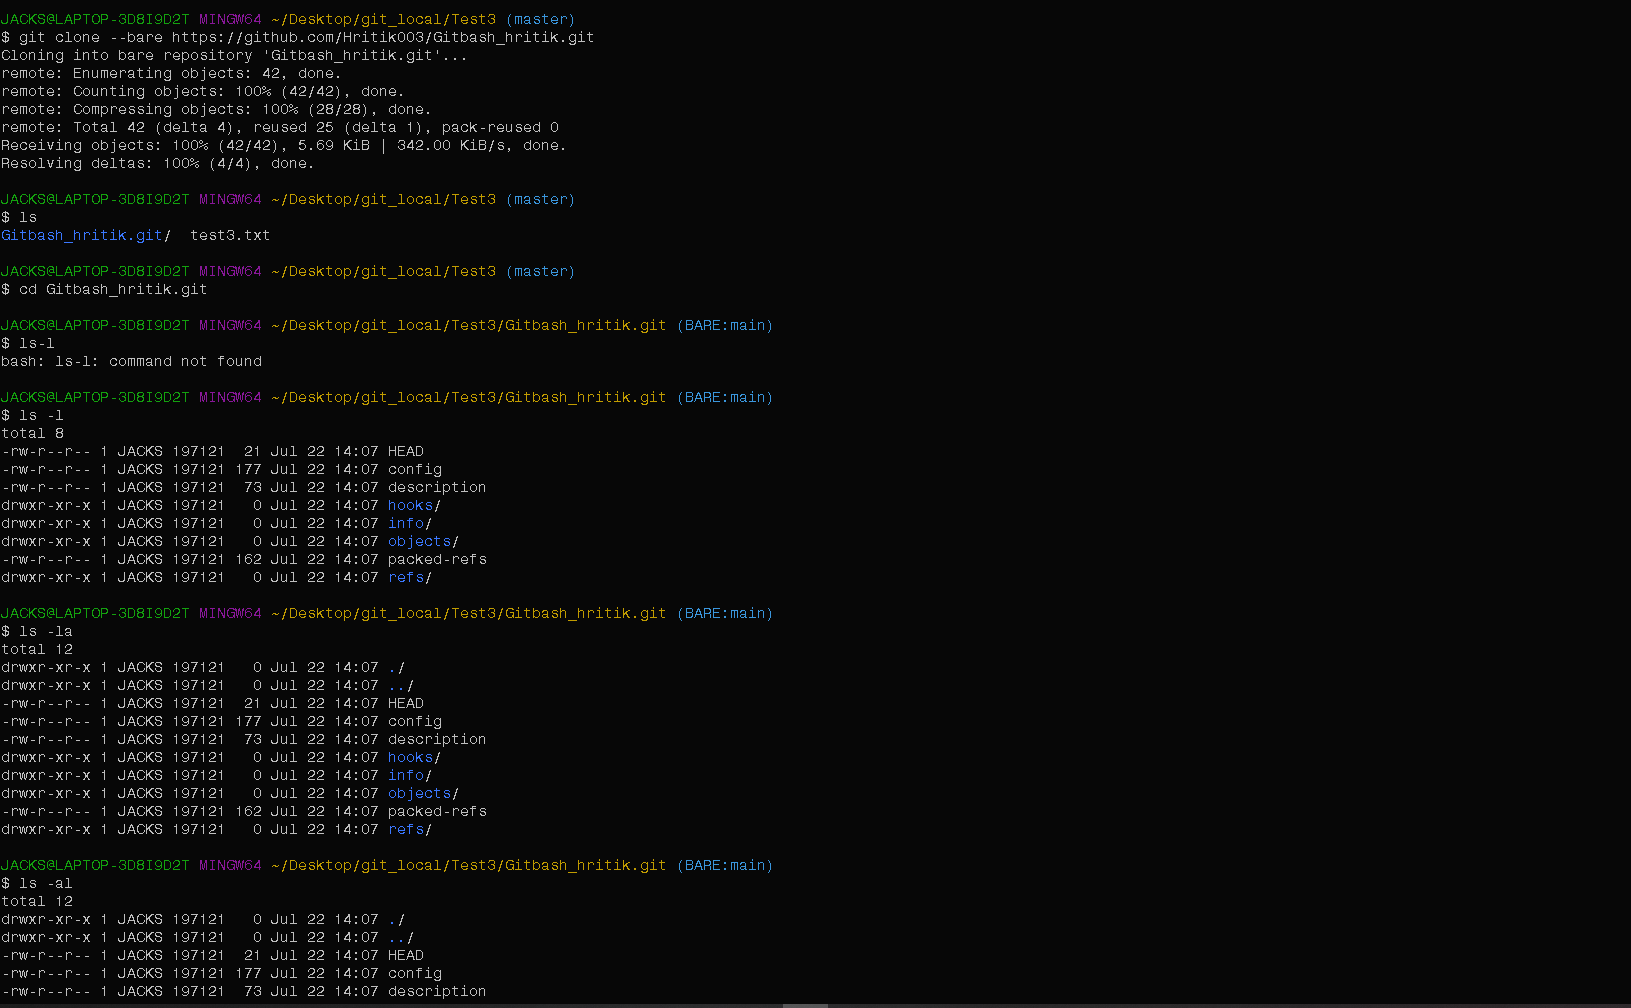 JACKS@LAPTOP-3D8I9D2T MINGW64 ~/Desktop/git_local/Test3 (master)
$ git clone --bare https://github.com/Hritik003/Gitbash_hritik.git
Cloning into bare repository 'Gitbash_hritik.git'...
remote: Enumerating objects: 42, done.
remote: Counting objects: 100% (42/42), done.
remote: Compressing objects: 100% (28/28), done.
remote: Total 42 (delta 4), reused 25 (delta 1), pack-reused 0
Receiving objects: 100% (42/42), 5.69 KiB | 342.00 KiB/s, done.
Resolving deltas: 100% (4/4), done.
JACKS@LAPTOP-3D8I9D2T MINGW64 ~/Desktop/git_local/Test3 (master)
$ ls
Gitbash_hritik.git/  test3.txt
JACKS@LAPTOP-3D8I9D2T MINGW64 ~/Desktop/git_local/Test3 (master)
$ cd Gitbash_hritik.git
JACKS@LAPTOP-3D8I9D2T MINGW64 ~/Desktop/git_local/Test3/Gitbash_hritik.git (BARE:main)
$ ls-l
bash: ls-l: command not found
JACKS@LAPTOP-3D8I9D2T MINGW64 ~/Desktop/git_local/Test3/Gitbash_hritik.git (BARE:main)
$ ls -l
total 8
-rw-r--r-- 1 JACKS 197121  21 Jul 22 14:07 HEAD
-rw-r--r-- 1 JACKS 197121 177 Jul 22 14:07 config
-rw-r--r-- 1 JACKS 197121  73 Jul 22 14:07 description
drwxr-xr-x 1 JACKS 197121   0 Jul 22 14:07 hooks/
drwxr-xr-x 1 JACKS 197121   0 Jul 22 14:07 info/
drwxr-xr-x 1 JACKS 197121   0 Jul 22 14:07 objects/
-rw-r--r-- 1 JACKS 197121 162 Jul 22 14:07 packed-refs
drwxr-xr-x 1 JACKS 197121   0 Jul 22 14:07 refs/
JACKS@LAPTOP-3D8I9D2T MINGW64 ~/Desktop/git_local/Test3/Gitbash_hritik.git (BARE:main)
$ ls -la
total 12
drwxr-xr-x 1 JACKS 197121   0 Jul 22 14:07 ./
drwxr-xr-x 1 JACKS 197121   0 Jul 22 14:07 ../
-rw-r--r-- 1 JACKS 197121  21 Jul 22 14:07 HEAD
-rw-r--r-- 1 JACKS 197121 177 Jul 22 14:07 config
-rw-r--r-- 1 JACKS 197121  73 Jul 22 14:07 description
drwxr-xr-x 1 JACKS 197121   0 Jul 22 14:07 hooks/
drwxr-xr-x 1 JACKS 197121   0 Jul 22 14:07 info/
drwxr-xr-x 1 JACKS 197121   0 Jul 22 14:07 objects/
-rw-r--r-- 1 JACKS 197121 162 Jul 22 14:07 packed-refs
drwxr-xr-x 1 JACKS 197121   0 Jul 22 14:07 refs/
JACKS@LAPTOP-3D8I9D2T MINGW64 ~/Desktop/git_local/Test3/Gitbash_hritik.git (BARE:main)
$ ls -al
total 12
drwxr-xr-x 1 JACKS 197121   0 Jul 22 14:07 ./
drwxr-xr-x 1 JACKS 197121   0 Jul 22 14:07 ../
-rw-r--r-- 1 JACKS 197121  21 Jul 22 14:07 HEAD
-rw-r--r-- 1 JACKS 197121 177 Jul 22 14:07 config
-rw-r--r-- 1 JACKS 197121  73 Jul 22 14:07 description